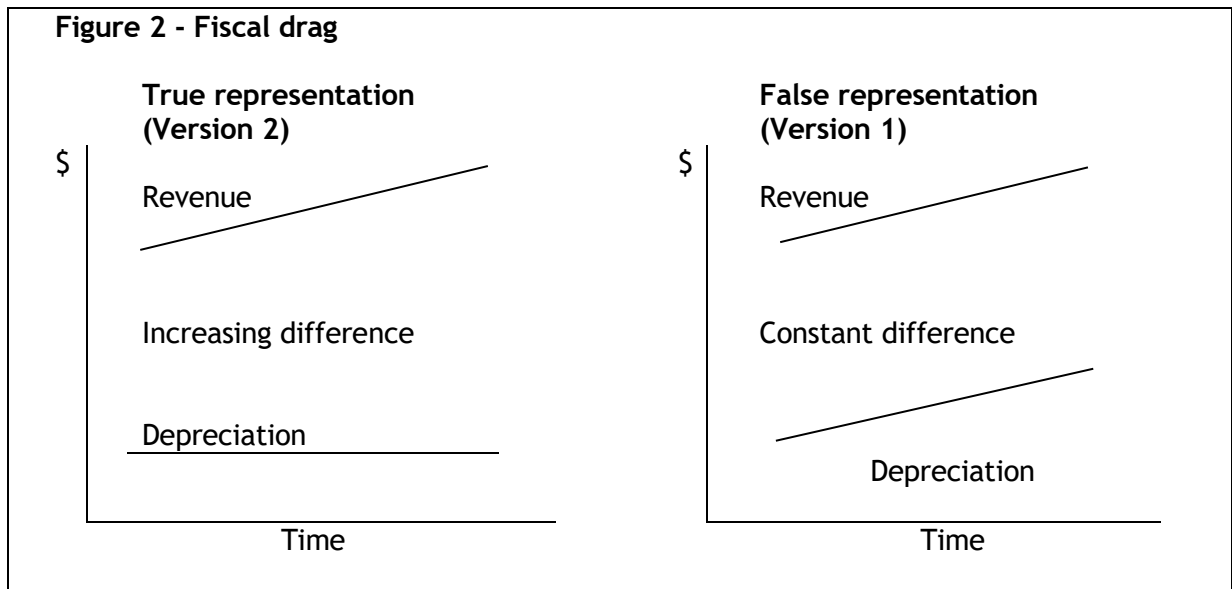 Figure 2 - Fiscal drag
True representation
(Version 2)
$
Revenue
Increasing difference
Depreciation
Time
False representation
(Version 1)
$
Revenue
Constant difference
Depreciation
Time